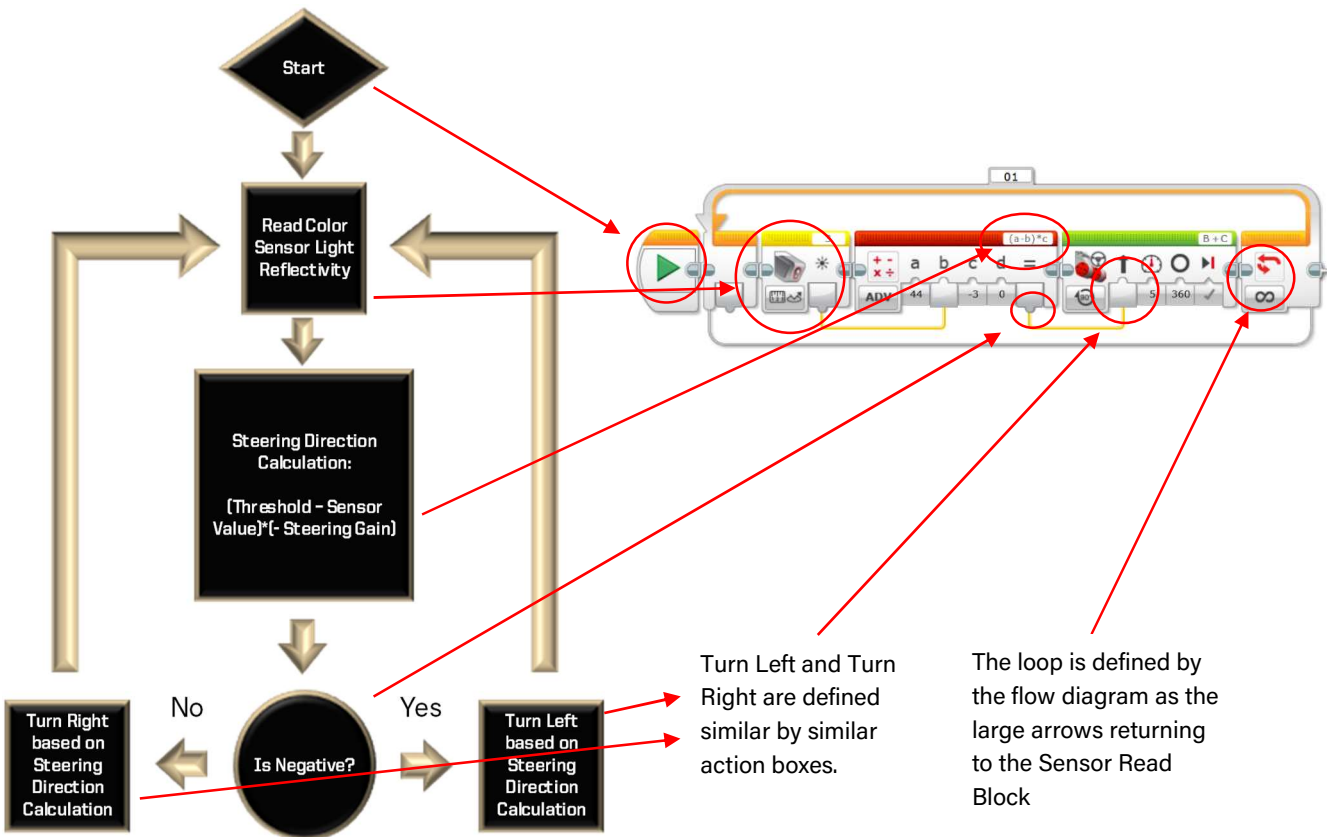 Start
Read Color
Sensor Light
Reflectivity
Steering Direction
Calculation:
(Threshold – Sensor
Value)*(- Steering Gain)
No
Is Negative?
Yes
Turn Right
based on
Steering
Direction
Calculation
Turn Left
based on
Steering
Direction
Calculation
01
(a-b)*c
B+C
a b c d =
ADV 44 -3 0
5 360
Turn Left and Turn
Right are defined
similar by similar
action boxes.
The loop is defined by
the flow diagram as the
large arrows returning
to the Sensor Read
Block